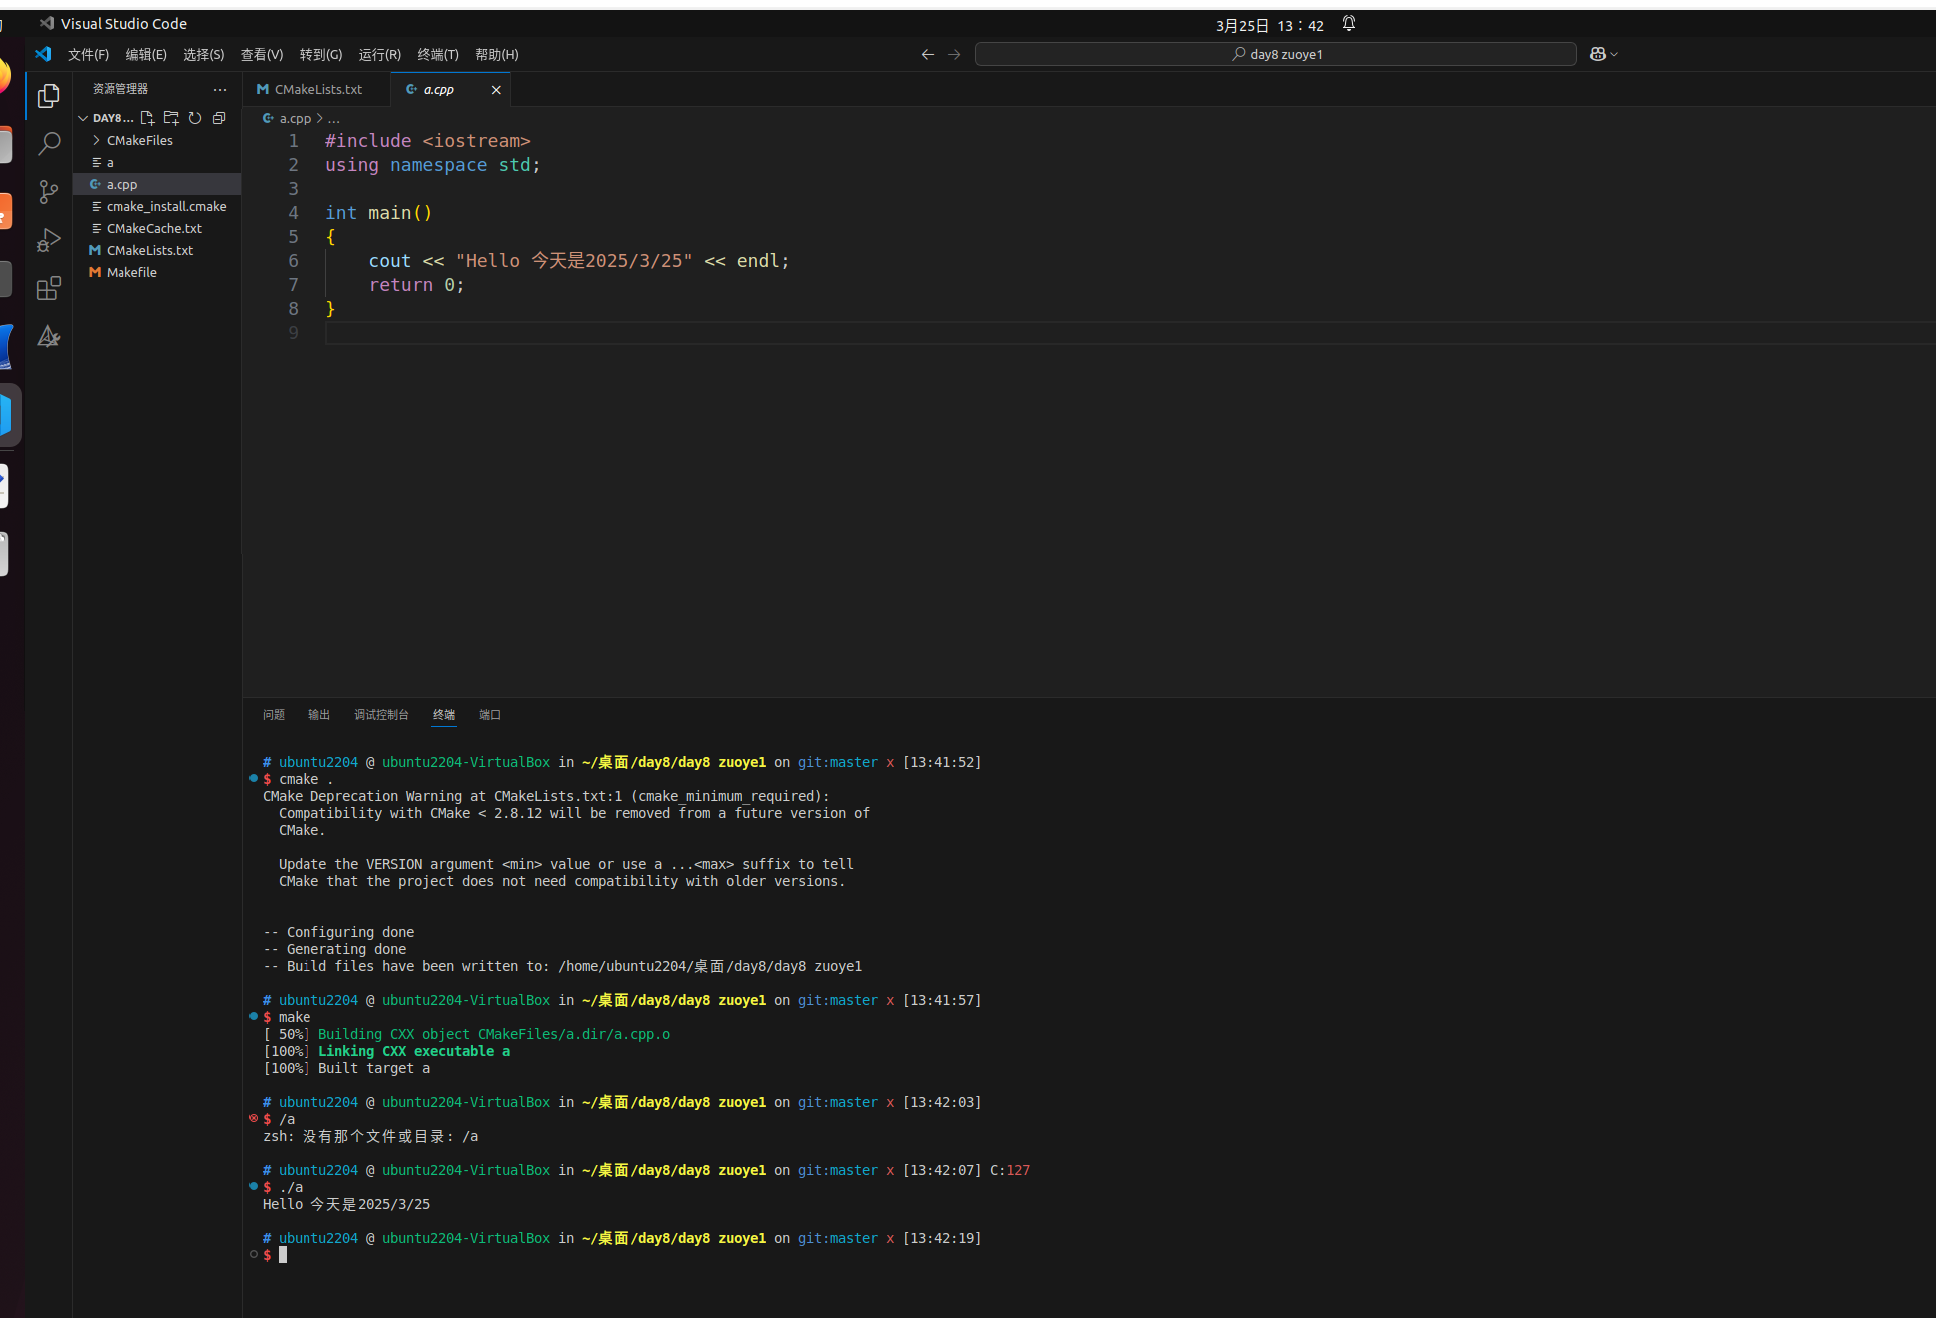 Visual Studio Code
3月25日 13：42
文件(F) 编辑(E) 选择(S) 查看(V) 转到(G) 运行(R) 终端(T) 帮助(H)
day8 zuoye1
资源管理器 ...
CMakeLists.txt
a.cpp
DAY8...
CMakeFiles
a
a.cpp
cmake_install.cmake
CMakeCache.txt
CMakeLists.txt
Makefile
a.cpp > ...
1 #include <iostream>
2 using namespace std;
3
4 int main()
5 {
6 cout << "Hello 今天是2025/3/25" << endl;
7 return 0;
8 }
9
问题 输出 调试控制台 终端 端口
# ubuntu2204 @ ubuntu2204-VirtualBox in ~/桌面/day8/day8 zuoye1 on git:master x [13:41:52]
$ cmake .
CMake Deprecation Warning at CMakeLists.txt:1 (cmake_minimum_required):
Compatibility with CMake < 2.8.12 will be removed from a future version of
CMake.
Update the VERSION argument <min> value or use a ...<max> suffix to tell
CMake that the project does not need compatibility with older versions.
-- Configuring done
-- Generating done
-- Build files have been written to: /home/ubuntu2204/桌面/day8/day8 zuoye1
# ubuntu2204 @ ubuntu2204-VirtualBox in ~/桌面/day8/day8 zuoye1 on git:master x [13:41:57]
$ make
[ 50%] Building CXX object CMakeFiles/a.dir/a.cpp.o
[100%] Linking CXX executable a
[100%] Built target a
# ubuntu2204 @ ubuntu2204-VirtualBox in ~/桌面/day8/day8 zuoye1 on git:master x [13:42:03]
$ /a
zsh: 没有那个文件或目录: /a
# ubuntu2204 @ ubuntu2204-VirtualBox in ~/桌面/day8/day8 zuoye1 on git:master x [13:42:07] C:127
$ ./a
Hello 今天是2025/3/25
# ubuntu2204 @ ubuntu2204-VirtualBox in ~/桌面/day8/day8 zuoye1 on git:master x [13:42:19]
$